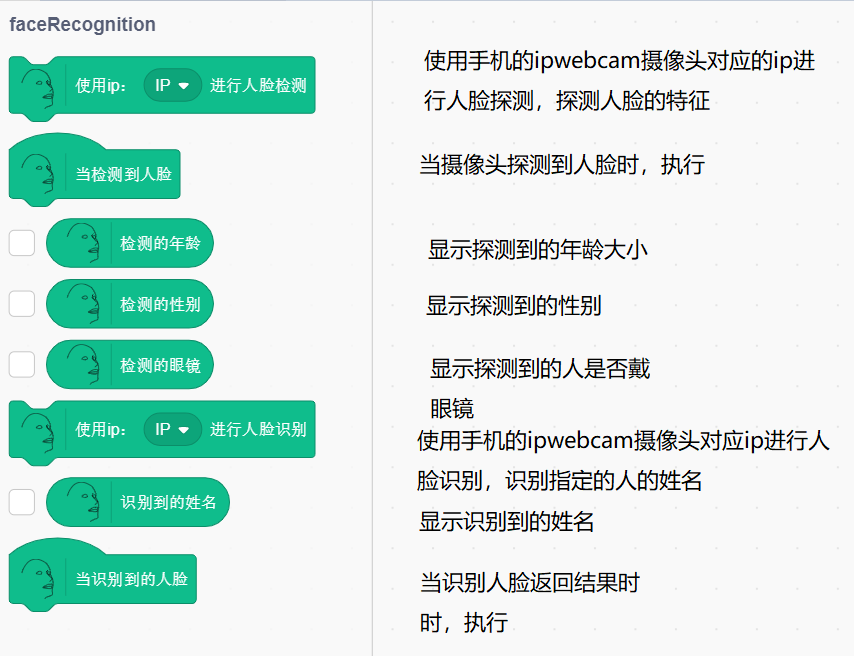 faceRecognition
使用ip： IP 进行人脸检测
使用手机的ipwebcam摄像头对应的ip进
行人脸探测，探测人脸的特征
当检测到人脸
当摄像头探测到人脸时，执行
检测的年龄
显示探测到的年龄大小
检测的性别
显示探测到的性别
检测的眼镜
显示探测到的人是否戴
眼镜
使用ip： IP 进行人脸识别
使用手机的ipwebcam摄像头对应ip进行人
脸识别，识别指定的人的姓名
识别到的姓名
显示识别到的姓名
当识别到的人脸
当识别人脸返回结果时
时，执行